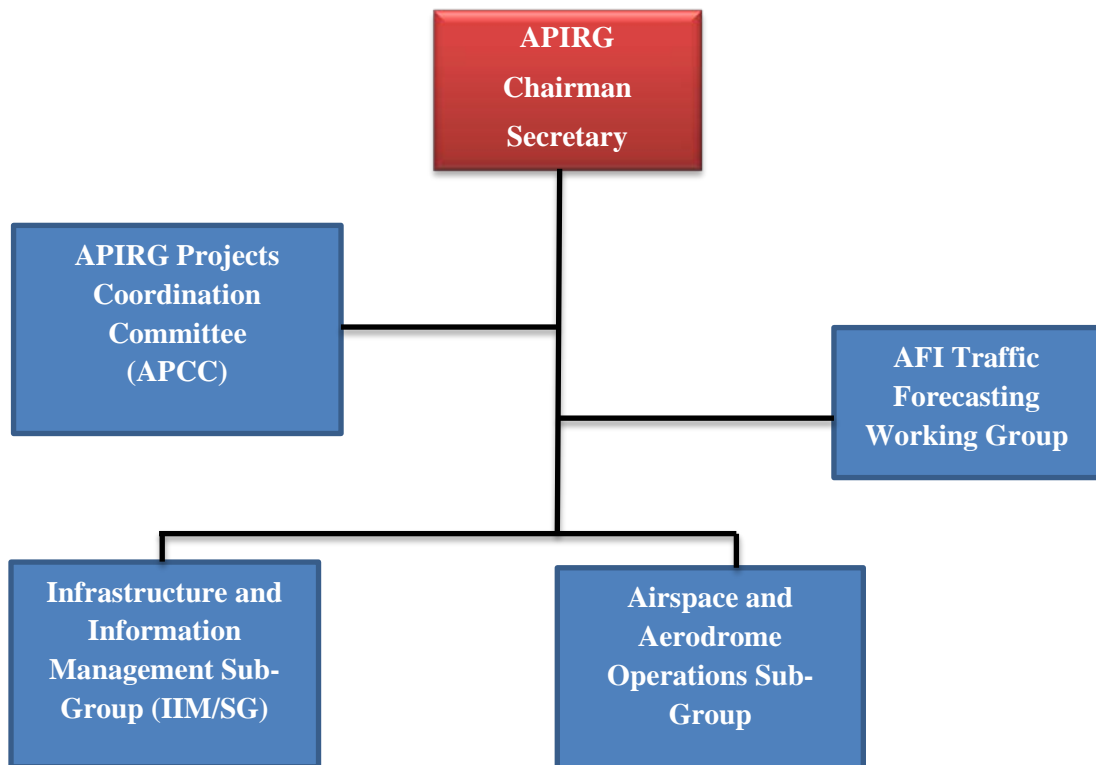 APIRG
Chairman
Secretary
APIRG Projects
Coordination
Committee
(APCC)
AFI Traffic
Forecasting
Working Group
Infrastructure and
Information
Management Sub-
Group (IIM/SG)
Airspace and
Aerodrome
Operations Sub-
Group